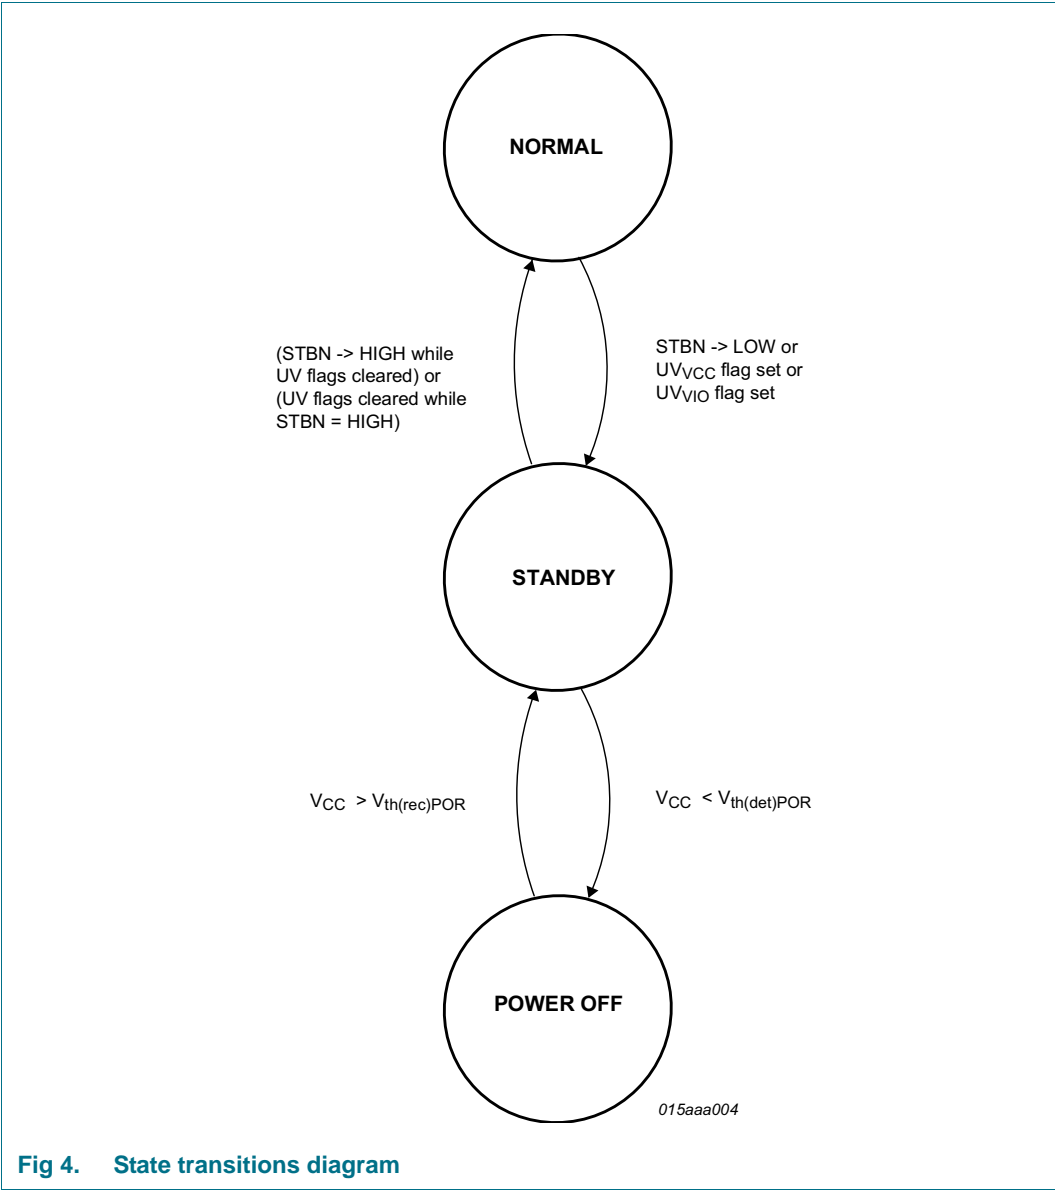 NORMAL
(STBN -> HIGH while
UV flags cleared) or
(UV flags cleared while
STBN = HIGH)
STBN -> LOW or
UVVCC flag set or
UVVIO flag set
STANDBY
VCC > Vth(rec)POR
VCC < Vth(det)POR
POWER OFF
015aaa004
Fig 4. State transitions diagram